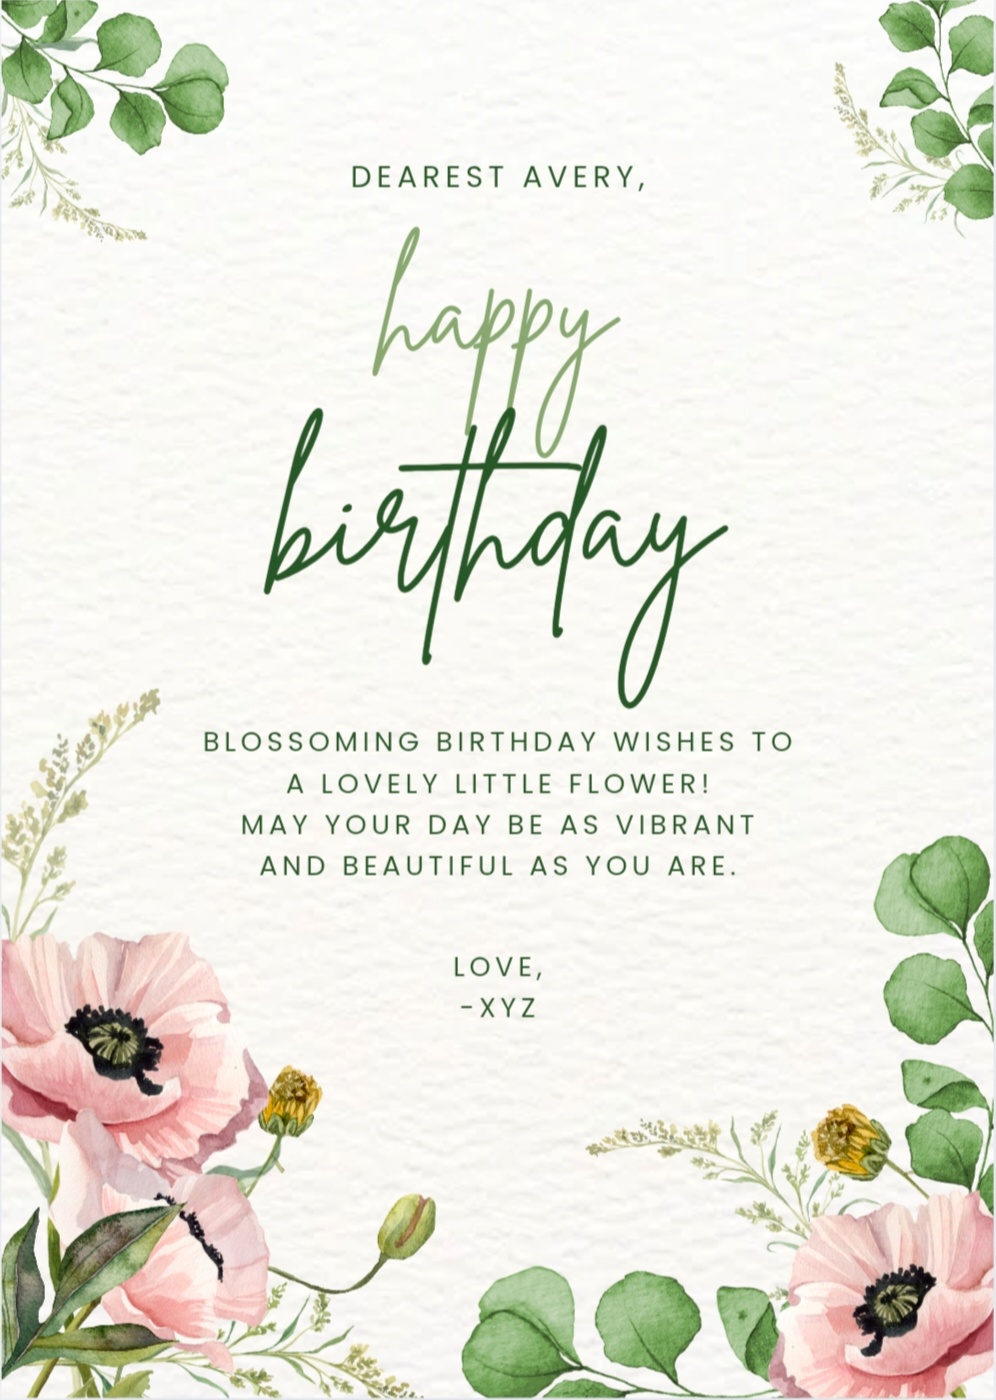 DEAREST AVERY,
happy
birthday
BLOSSOMING BIRTHDAY WISHES TO
A LOVELY LITTLE FLOWER!
MAY YOUR DAY BE AS VIBRANT
AND BEAUTIFUL AS YOU ARE.
LOVE,
-XYZ